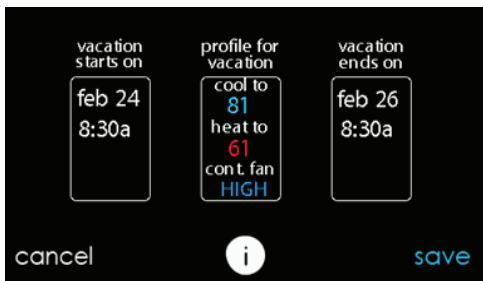 vacation
starts on
feb 24
8:30a
profile for
vacation
cool to
81
heat to
61
cont. fan
HIGH
vacation
ends on
feb 26
8:30a
cancel
i
save